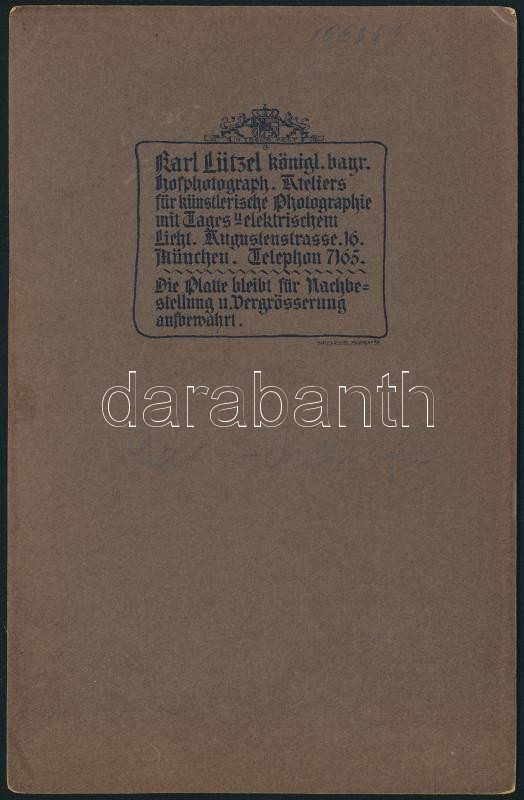 Karl Lützel königl. bayr.
Hofphotograph. Ateliers
für künstlerische Photographie
mit Tages u elektrischem
Licht. Augustenstrasse.16.
München. Telephon 7165.
Die Platte bleibt für Nachbe=
stellung u. Vergrösserung
aufbewahrt.
darabanth